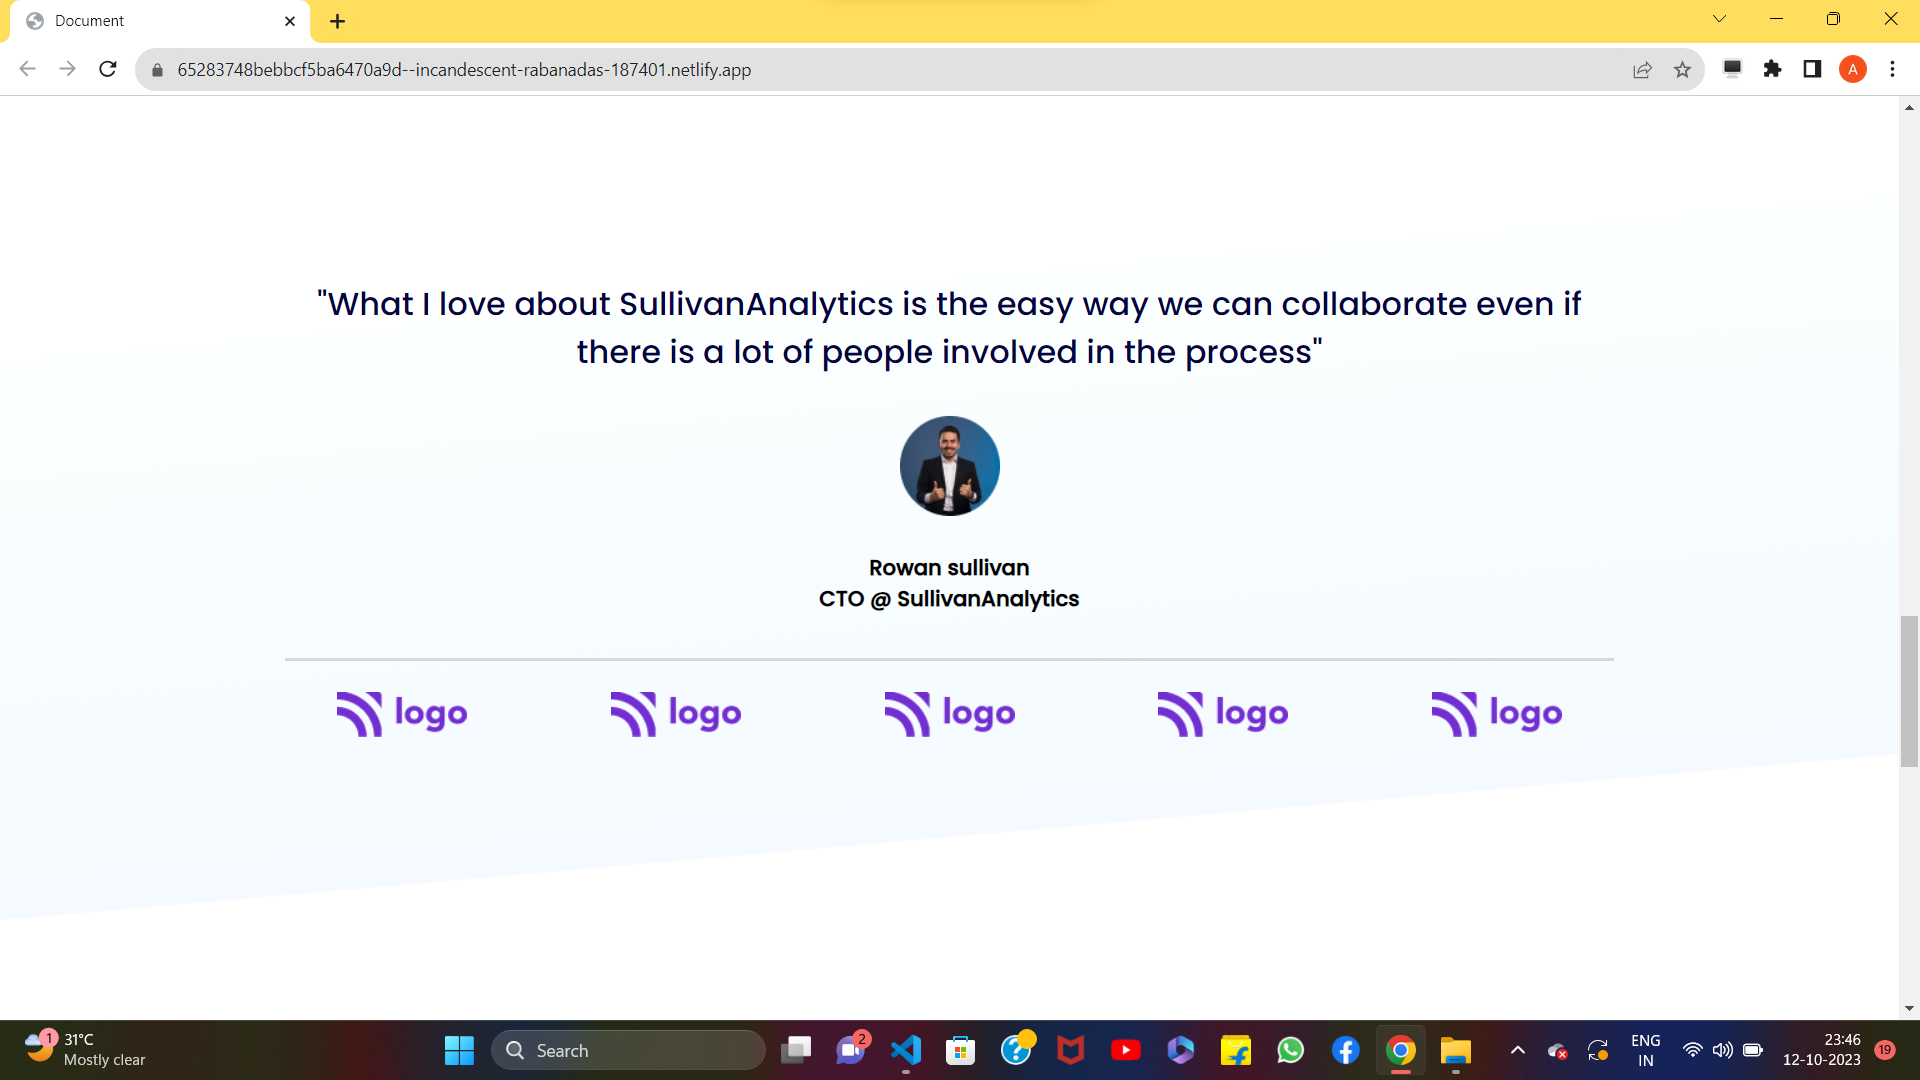 Document
65283748bebbcf5ba6470a9d--incandescent-rabanadas-187401.netlify.app
A
"What I love about SullivanAnalytics is the easy way we can collaborate even if
there is a lot of people involved in the process"
Rowan sullivan
CTO @ SullivanAnalytics
logo logo logo logo logo
1
31°C
Mostly clear
Search
2
ENG
IN
23:46
12-10-2023
19